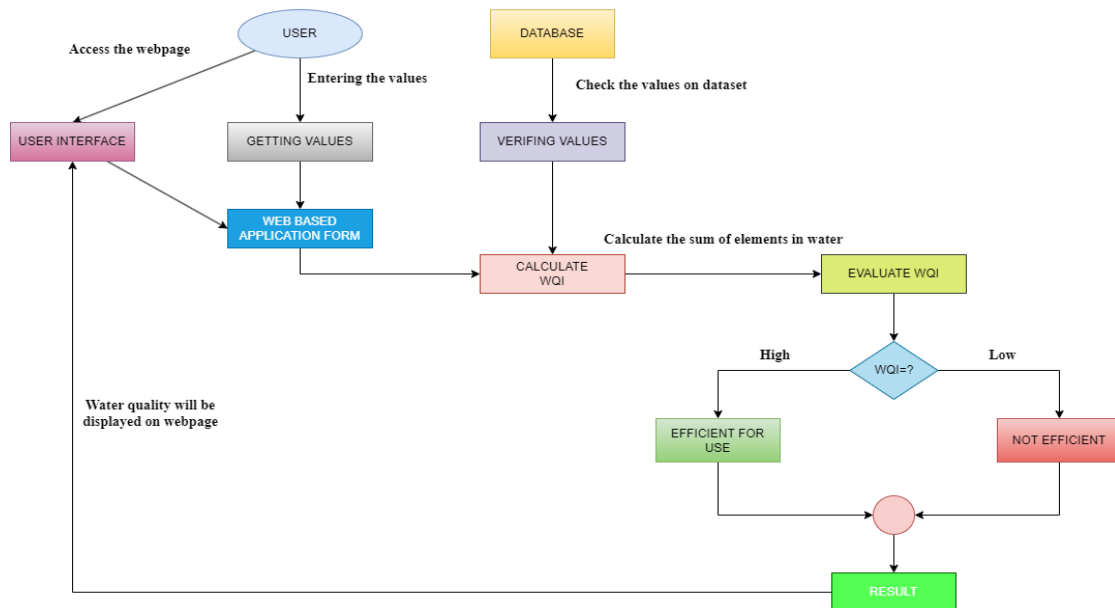 USER
DATABASE
Access the webpage
Entering the values
Check the values on dataset
USER INTERFACE
GETTING VALUES
VERIFING VALUES
WEB BASED
APPLICATION FORM
Calculate the sum of elements in water
CALCULATE
WQI
EVALUATE WQI
High
Low
WQI=?
Water quality will be
displayed on webpage
EFFICIENT FOR
USE
NOT EFFICIENT
RESULT